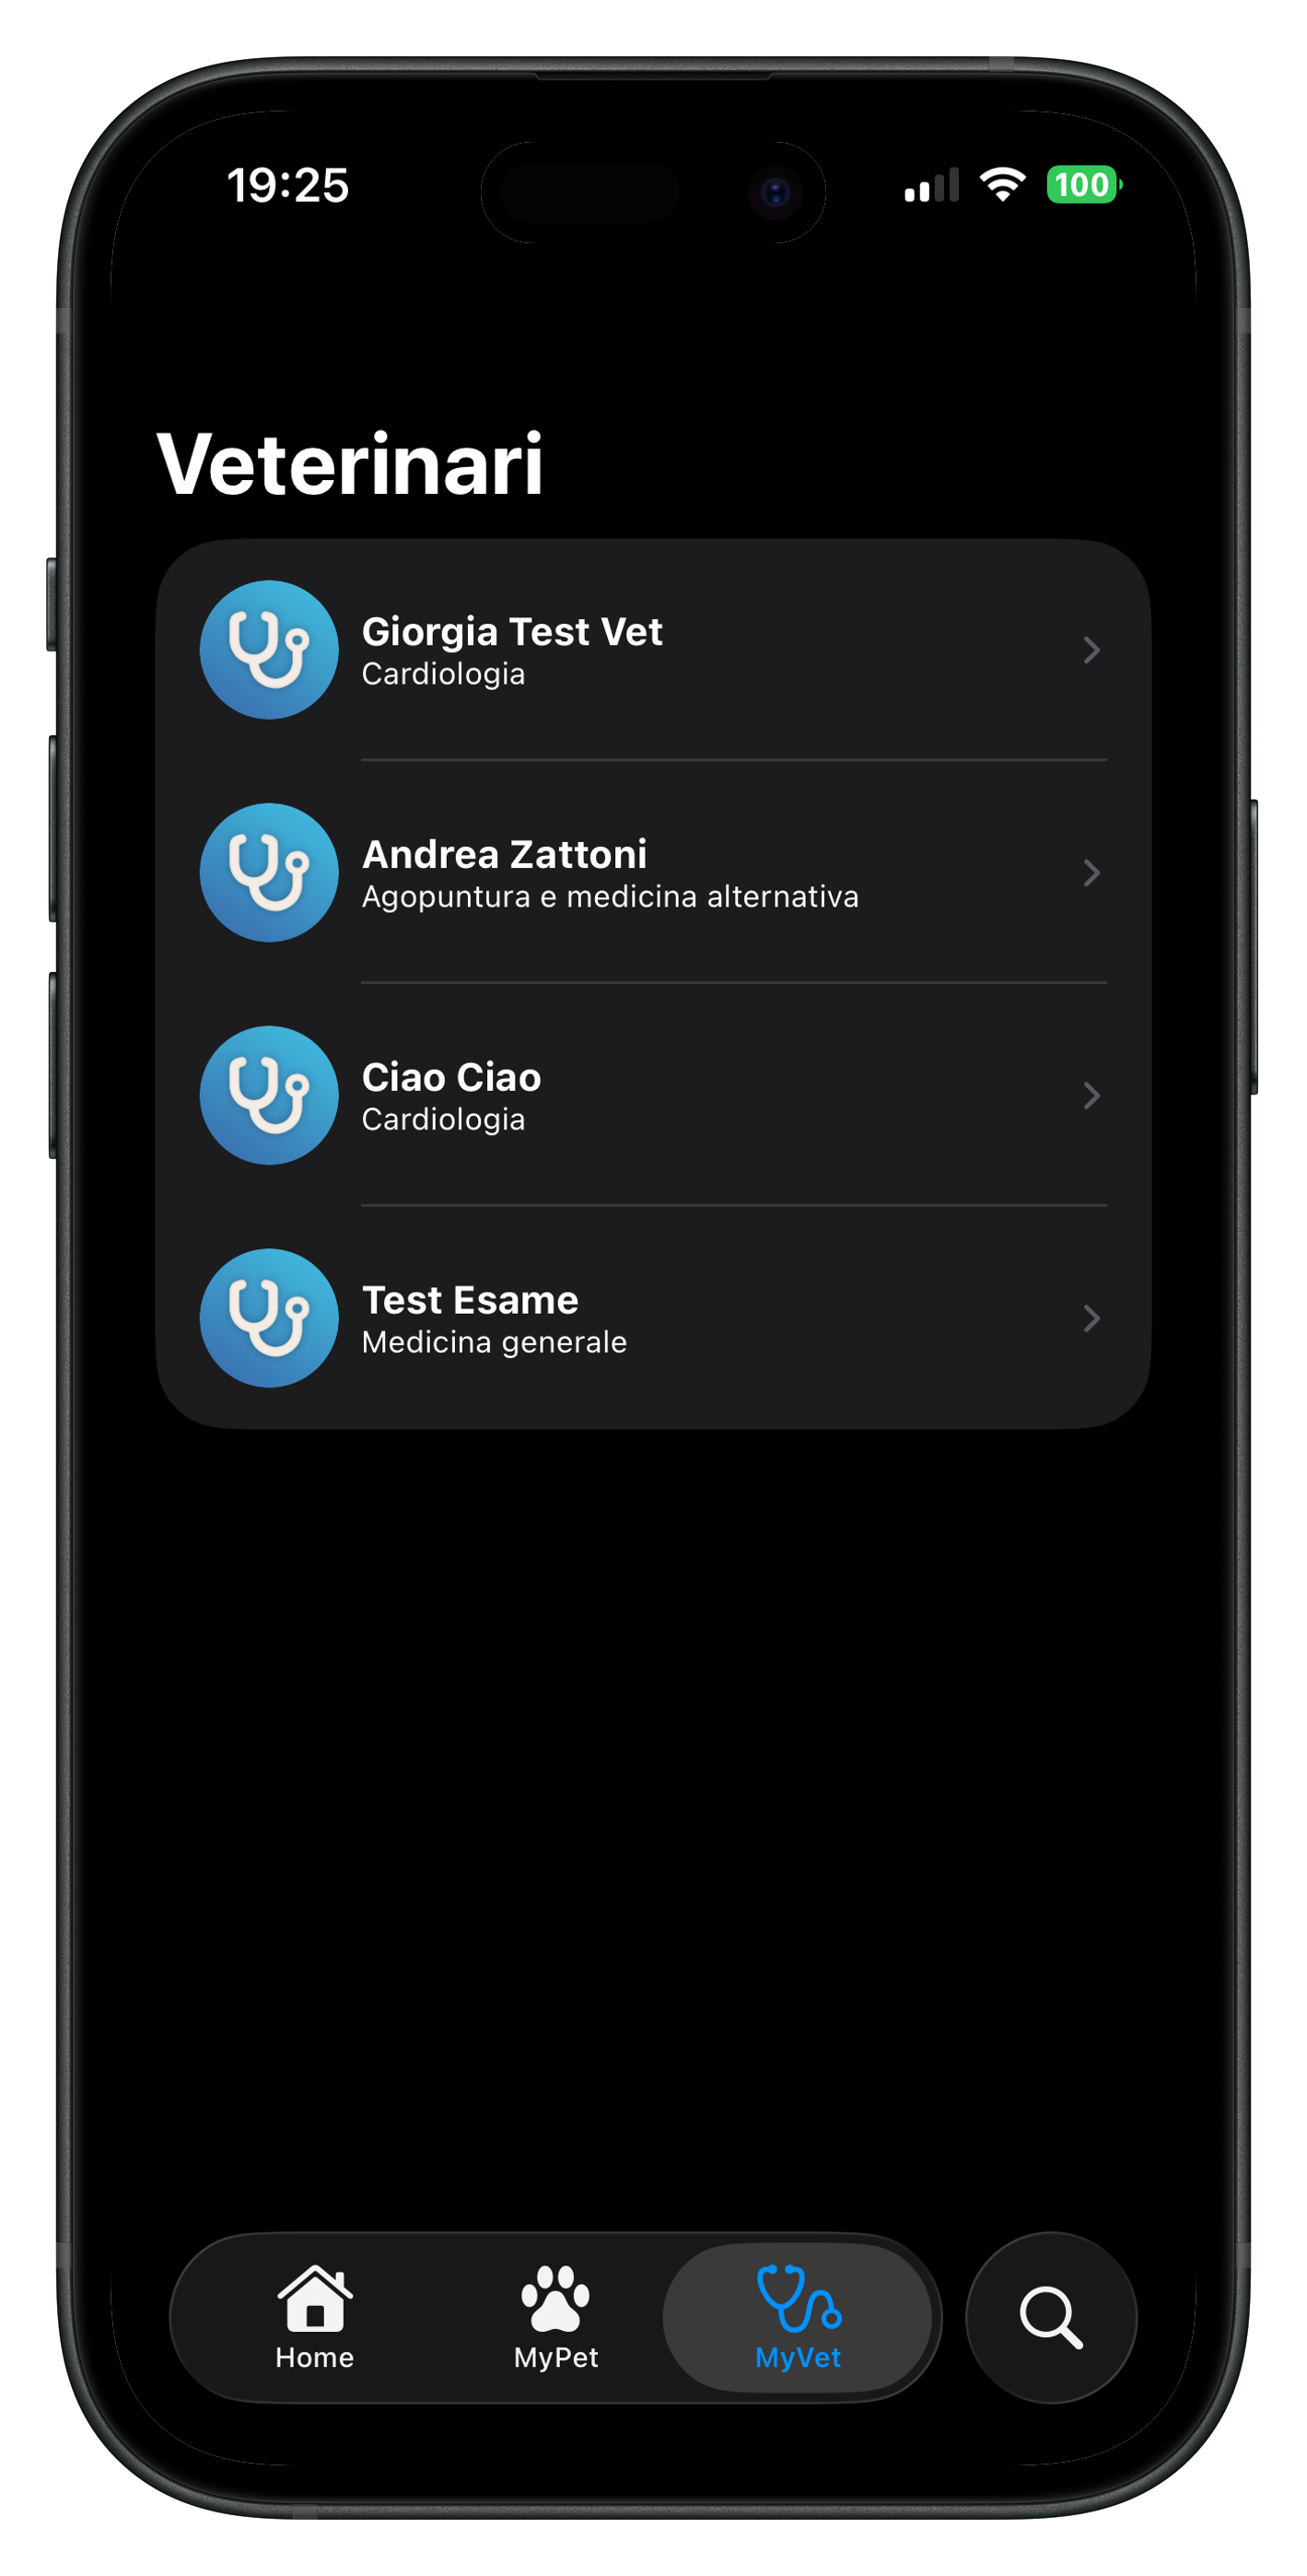 19:25
100
Veterinari
Giorgia Test Vet
Cardiologia
Andrea Zattoni
Agopuntura e medicina alternativa
Ciao Ciao
Cardiologia
Test Esame
Medicina generale
Home
MyPet
MyVet